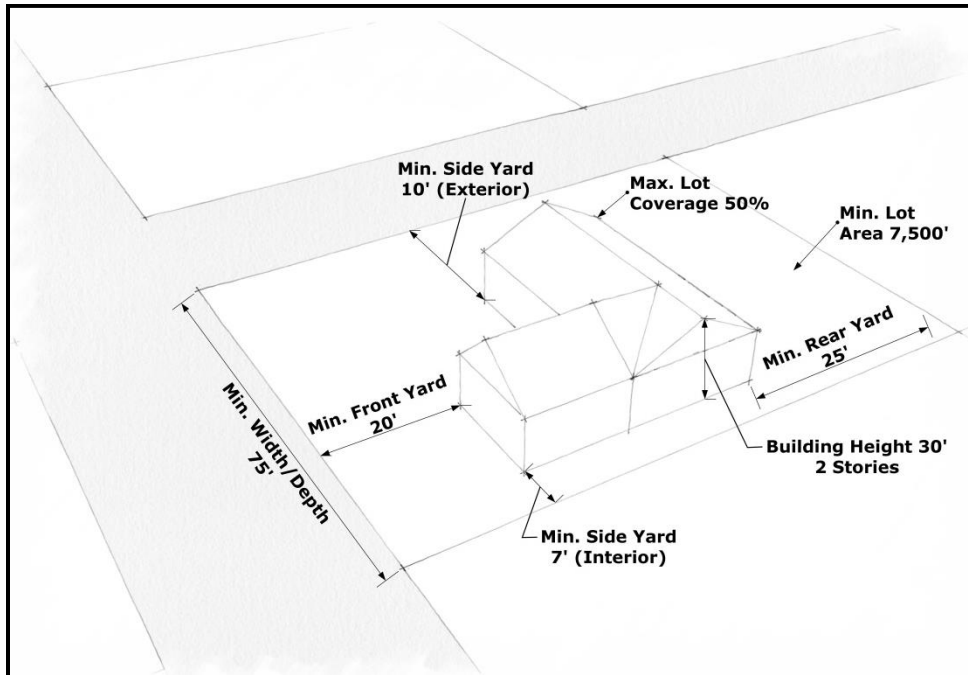 Min. Side Yard
10' (Exterior)
Max. Lot
Coverage 50%
Min. Lot
Area 7,500'
Min. Width/Depth
75'
Min. Front Yard
20'
Min. Rear Yard
25'
Building Height 30'
2 Stories
Min. Side Yard
7' (Interior)